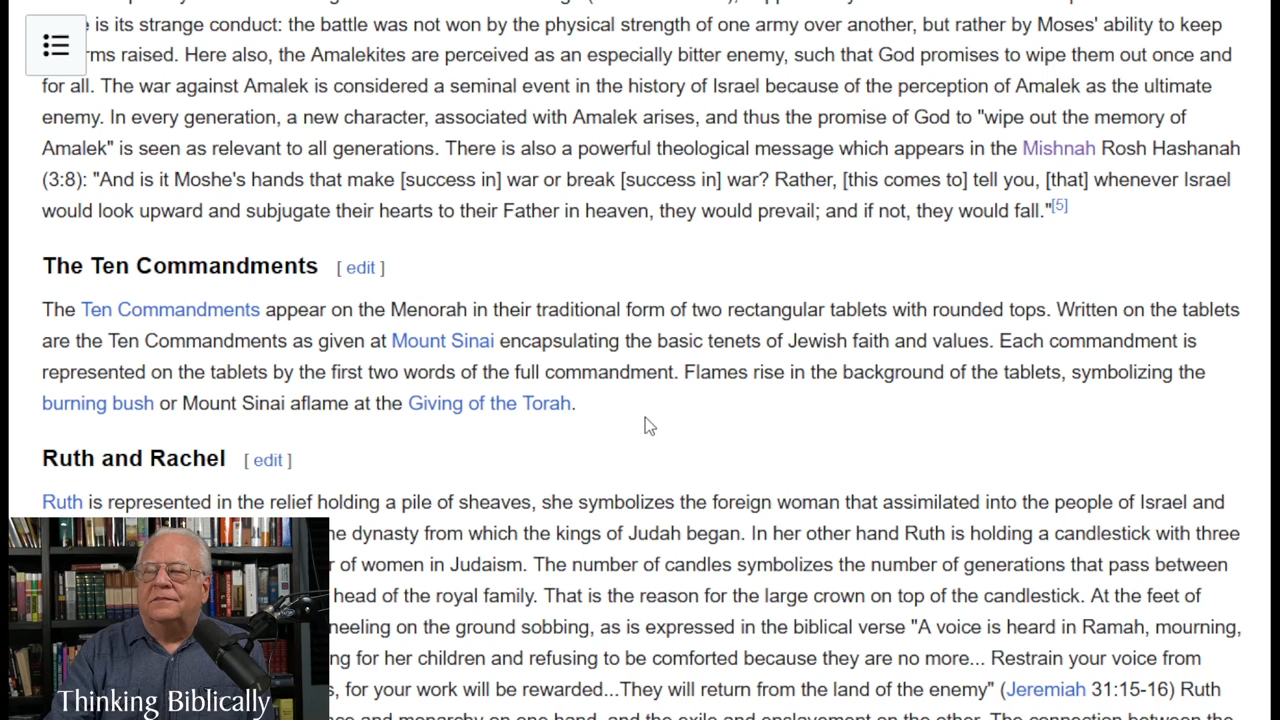 is its strange conduct: the battle was not won by the physical strength of one army over another, but rather by Moses' ability to keep
rms raised. Here also, the Amalekites are perceived as an especially bitter enemy, such that God promises to wipe them out once and
for all. The war against Amalek is considered a seminal event in the history of Israel because of the perception of Amalek as the ultimate
enemy. In every generation, a new character, associated with Amalek arises, and thus the promise of God to "wipe out the memory of
Amalek" is seen as relevant to all generations. There is also a powerful theological message which appears in the Mishnah Rosh Hashanah
(3:8): "And is it Moshe's hands that make [success in] war or break [success in] war? Rather, [this comes to] tell you, [that] whenever Israel
would look upward and subjugate their hearts to their Father in heaven, they would prevail; and if not, they would fall."[5]
The Ten Commandments [ edit ]
The Ten Commandments appear on the Menorah in their traditional form of two rectangular tablets with rounded tops. Written on the tablets
are the Ten Commandments as given at Mount Sinai encapsulating the basic tenets of Jewish faith and values. Each commandment is
represented on the tablets by the first two words of the full commandment. Flames rise in the background of the tablets, symbolizing the
burning bush or Mount Sinai aflame at the Giving of the Torah.
Ruth and Rachel [ edit ]
Ruth is represented in the relief holding a pile of sheaves, she symbolizes the foreign woman that assimilated into the people of Israel and
dynasty from which the kings of Judah began. In her other hand Ruth is holding a candlestick with three
of women in Judaism. The number of candles symbolizes the number of generations that pass between
head of the royal family. That is the reason for the large crown on top of the candlestick. At the feet of
neeling on the ground sobbing, as is expressed in the biblical verse "A voice is heard in Ramah, mourning,
ng for her children and refusing to be comforted because they are no more... Restrain your voice from
s, for your work will be rewarded...They will return from the land of the enemy" (Jeremiah 31:15-16) Ruth
and monarchy on one hand, and the exile and enslavement on the other. The connection between the
Thinking Biblically